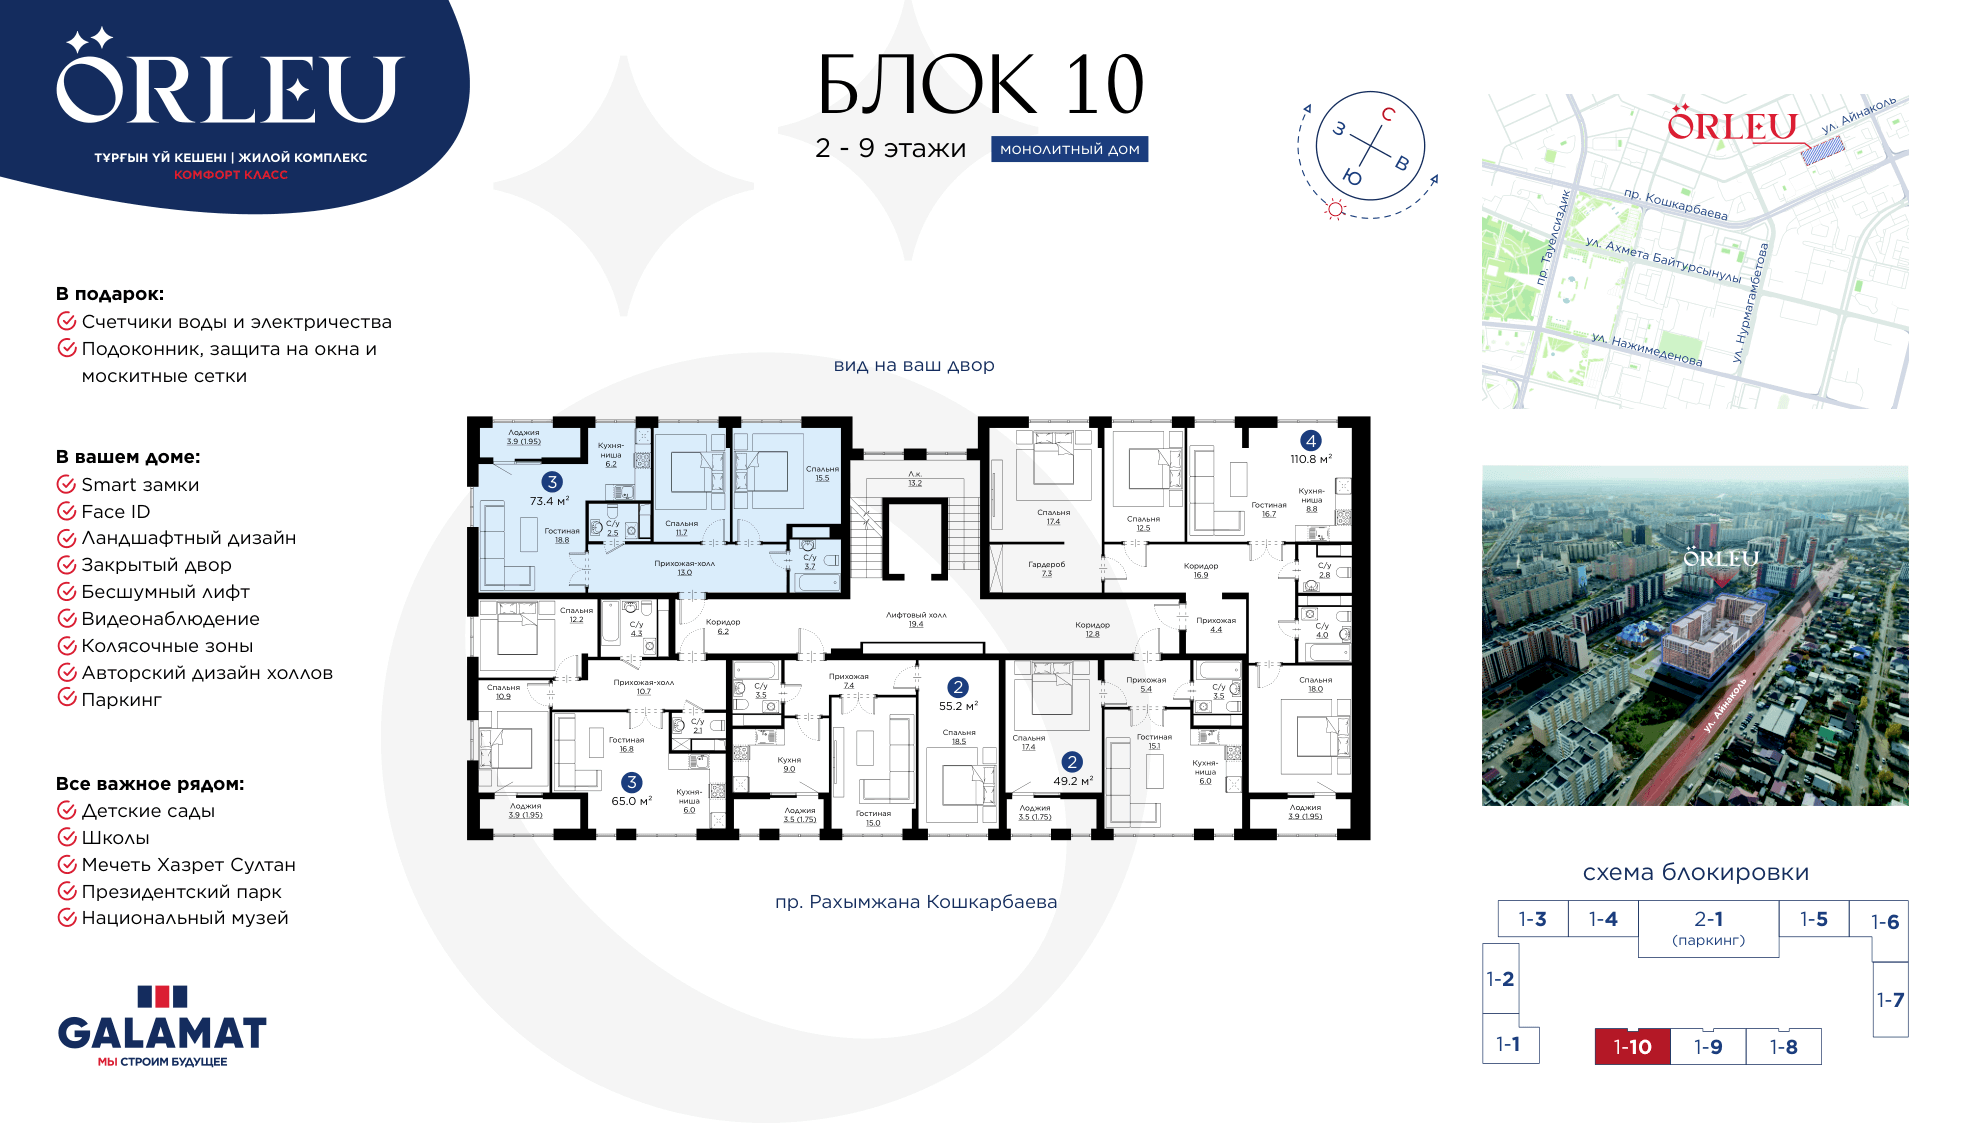 ÖRLEU
ТҰРҒЫН ҮЙ КЕШЕНІ | ЖИЛОЙ КОМПЛЕКС
КОМФОРТ КЛАСС
БЛОК 10
2 - 9 этажи
МОНОЛИТНЫЙ ДОМ
С
З
В
Ю
ÖRLEU
ул. Айнаколь
пр. Кошкарбаева
пр. Тауелсиздик
ул. Ахмета Байтурсынулы
ул. Нурмагамбетова
ул. Нажимеденова
В подарок:
Счетчики воды и электричества
Подоконник, защита на окна и
москитные сетки
В вашем доме:
Smart замки
Face ID
Ландшафтный дизайн
Закрытый двор
Бесшумный лифт
Видеонаблюдение
Колясочные зоны
Авторский дизайн холлов
Паркинг
Все важное рядом:
Детские сады
Школы
Мечеть Хазрет Султан
Президентский парк
Национальный музей
GALAMAT
МЫ СТРОИМ БУДУЩЕЕ
вид на ваш двор
Лоджия
3.9 (1.95)
Кухня-
ниша
6.2
3
73.4 м²
Гостиная
18.8
С/у
2.5
Спальня
11.7
Спальня
15.5
Прихожая-холл
13.0
С/у
3.7
Л.к.
13.2
Спальня
17.4
Гардероб
7.3
Спальня
12.5
4
110.8 м²
Гостиная
16.7
Кухня-
ниша
8.8
Коридор
16.9
С/у
2.8
С/у
4.0
Прихожая
4.4
Спальня
18.0
Лоджия
3.9 (1.95)
Спальня
12.2
С/у
4.3
Коридор
6.2
Лифтовый холл
19.4
Коридор
12.8
Спальня
10.9
Прихожая-холл
10.7
Гостиная
16.8
С/у
2.1
3
65.0 м²
Кухня-
ниша
6.0
Лоджия
3.9 (1.95)
С/у
3.5
Прихожая
7.4
2
55.2 м²
Спальня
18.5
Кухня
9.0
Лоджия
3.5 (1.75)
Гостиная
15.0
Спальня
17.4
2
49.2 м²
Лоджия
3.5 (1.75)
Прихожая
5.4
С/у
3.5
Гостиная
15.1
Кухня-
ниша
6.0
пр. Рахымжана Кошкарбаева
ÖRLEU
ул. Айнаколь
схема блокировки
1-3
1-4
2-1
(паркинг)
1-5
1-6
1-2
1-7
1-1
1-10
1-9
1-8